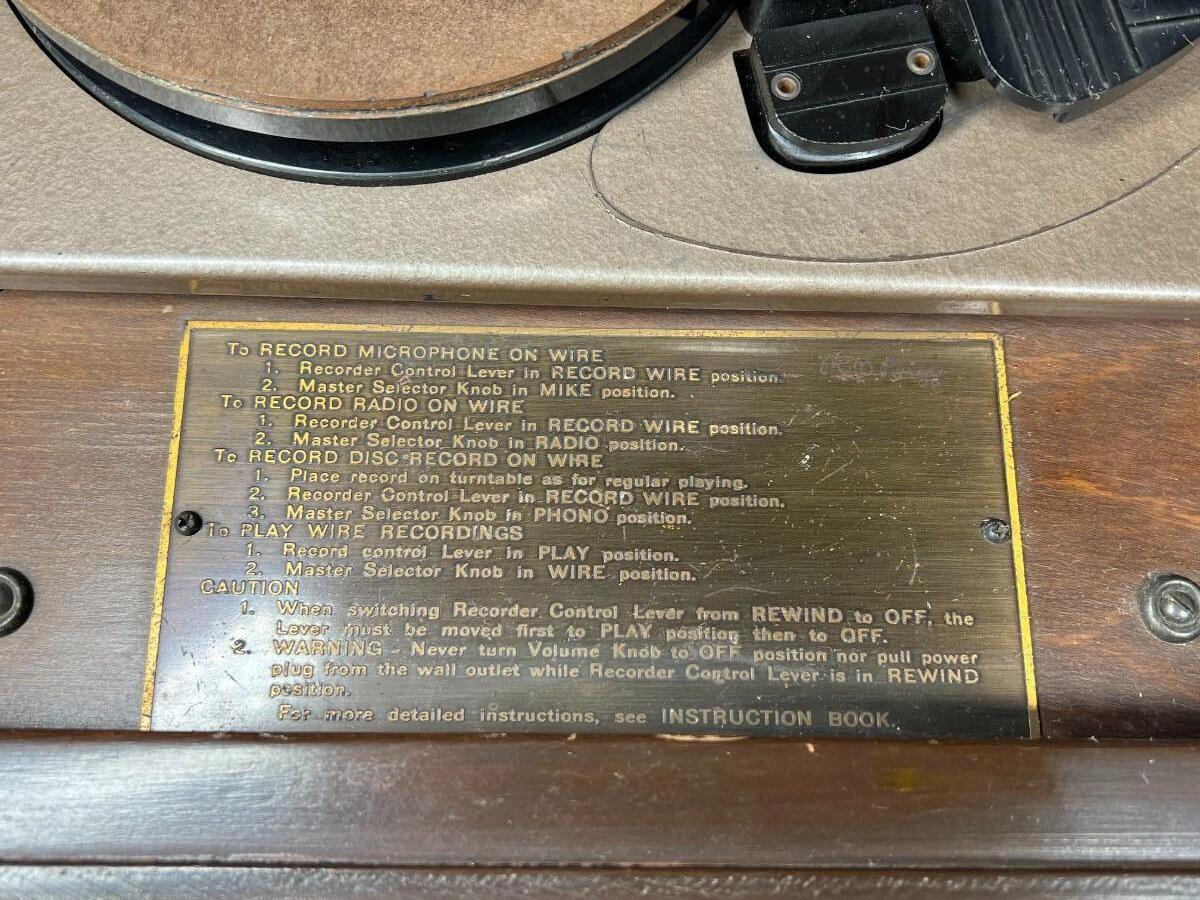 To RECORD MICROPHONE ON WIRE
1. Recorder Control Lever in RECORD WIRE position.
2. Master Selector Knob in MIKE position.
To RECORD RADIO ON WIRE
1. Recorder Control Lever in RECORD WIRE position.
2. Master Selector Knob in RADIO position.
To RECORD DISC RECORD ON WIRE
1. Place record on turntable as for regular playing.
2. Recorder Control Lever in RECORD WIRE position.
3. Master Selector Knob in PHONO position.
To PLAY WIRE RECORDINGS
1. Record control Lever in PLAY position.
2. Master Selector Knob in WIRE position.
CAUTION
1. When switching Recorder Control Lever from REWIND to OFF, the
Lever must be moved first to PLAY position then to OFF.
2. WARNING - Never turn Volume Knob to OFF position nor pull power
plug from the wall outlet while Recorder Control Lever is in REWIND
position.
For more detailed instructions, see INSTRUCTION BOOK.